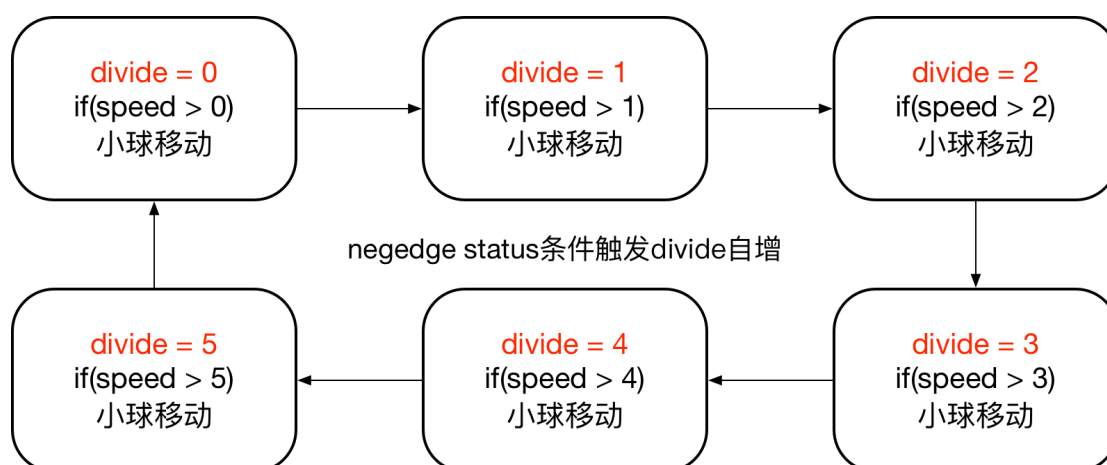 divide = 0
if(speed > 0)
小球移动
divide = 1
if(speed > 1)
小球移动
divide = 2
if(speed > 2)
小球移动
negedge status条件触发divide自增
divide = 5
if(speed > 5)
小球移动
divide = 4
if(speed > 4)
小球移动
divide = 3
if(speed > 3)
小球移动